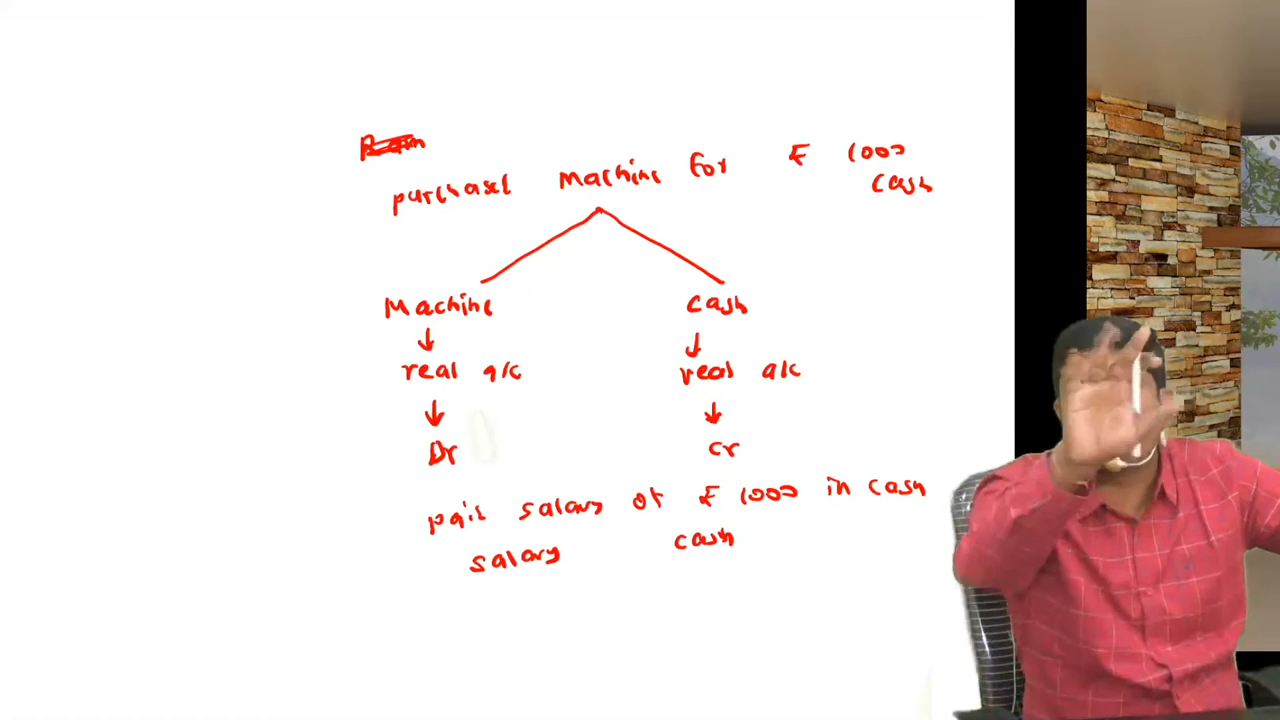 purchased machine for ₹ 1000
cash
Machine cash
real a/c real a/c
Dr cr
paid salary of ₹ 1000 in cash
salary cash